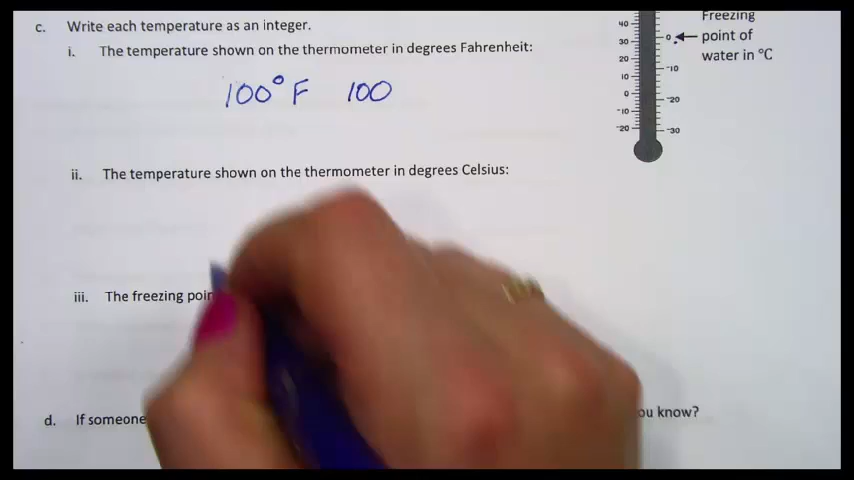 c. Write each temperature as an integer.
i. The temperature shown on the thermometer in degrees Fahrenheit:
100° F 100
ii. The temperature shown on the thermometer in degrees Celsius:
iii. The freezing
d. If someone
ou know?
Freezing
point of
water in °C
40
30
20
10
0
-10
-20
0
-10
-20
-30